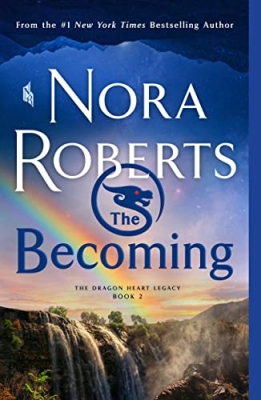 From the #1 New York Times Bestselling Author
NORA
ROBERTS
The
Becoming
THE DRAGON HEART LEGACY
BOOK 2